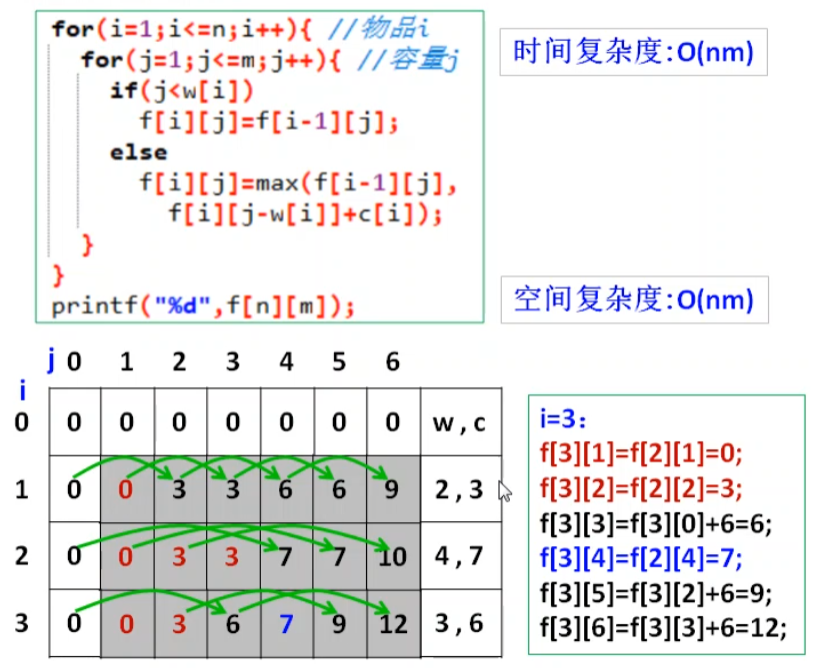 for(i=1;i<=n;i++){ //物品i
for(j=1;j<=m;j++){ //容量j
if(j<w[i])
f[i][j]=f[i-1][j];
else
f[i][j]=max(f[i-1][j],
f[i][j-w[i]]+c[i]);
}
}
printf("%d",f[n][m]);
时间复杂度:O(nm)
空间复杂度:O(nm)
j 0 1 2 3 4 5 6
i
0 0 0 0 0 0 0 0 w,c
1 0 0 3 3 6 6 9 2,3
2 0 0 3 3 7 7 10 4,7
3 0 0 3 6 7 9 12 3,6
i=3:
f[3][1]=f[2][1]=0;
f[3][2]=f[2][2]=3;
f[3][3]=f[3][0]+6=6;
f[3][4]=f[2][4]=7;
f[3][5]=f[3][2]+6=9;
f[3][6]=f[3][3]+6=12;